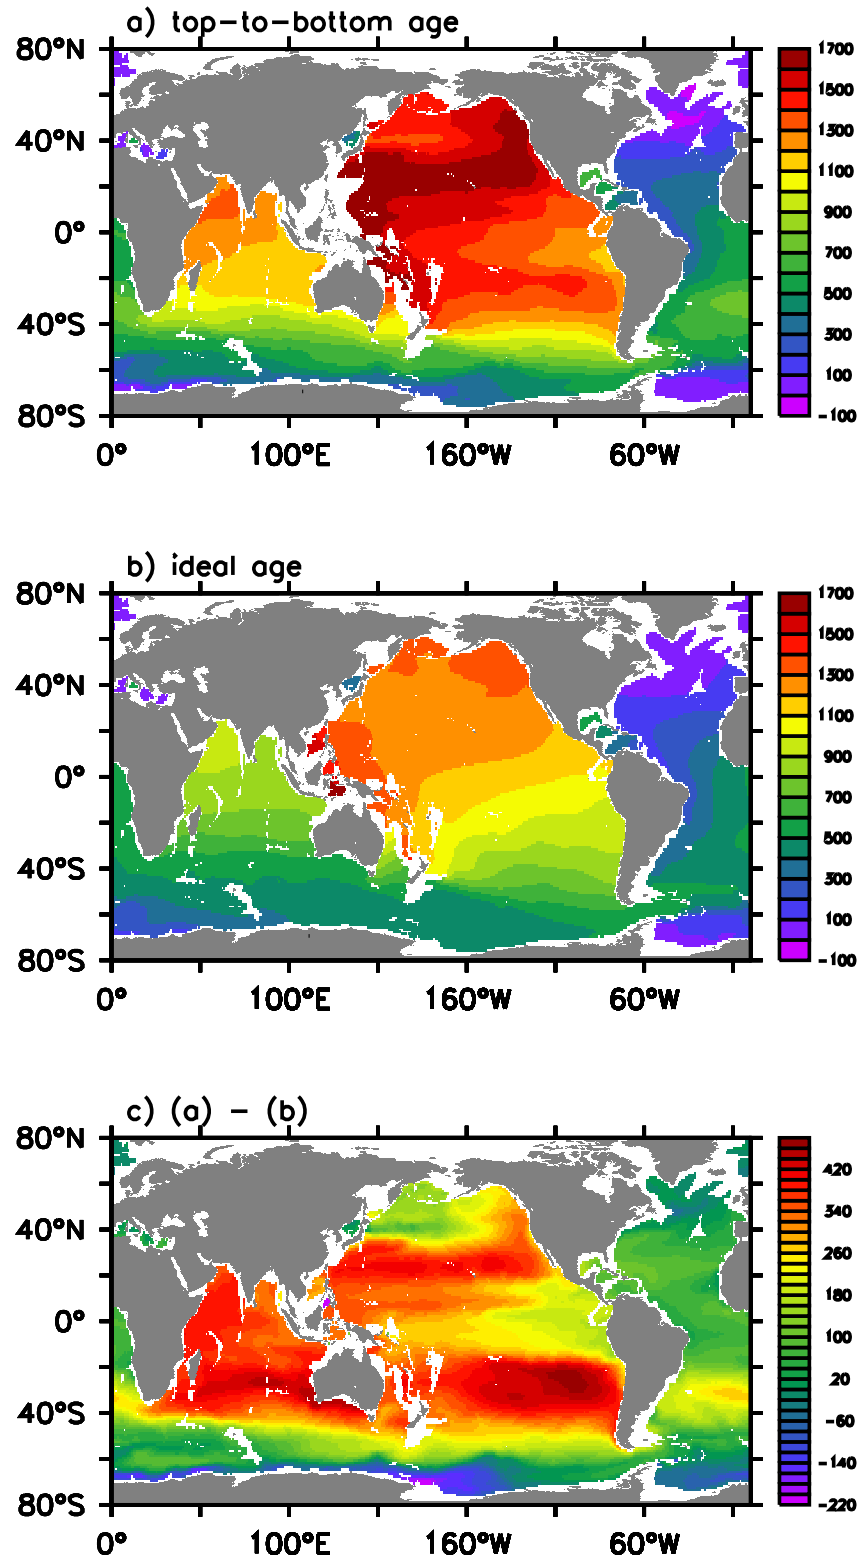 a) top-to-bottom age
80°N
40°N
0°
40°S
80°S
0° 100°E 160°W 60°W
1700
1500
1300
1100
900
700
500
300
100
-100
b) ideal age
80°N
40°N
0°
40°S
80°S
0° 100°E 160°W 60°W
1700
1500
1300
1100
900
700
500
300
100
-100
c) (a) - (b)
80°N
40°N
0°
40°S
80°S
0° 100°E 160°W 60°W
420
340
260
180
100
20
-60
-140
-220